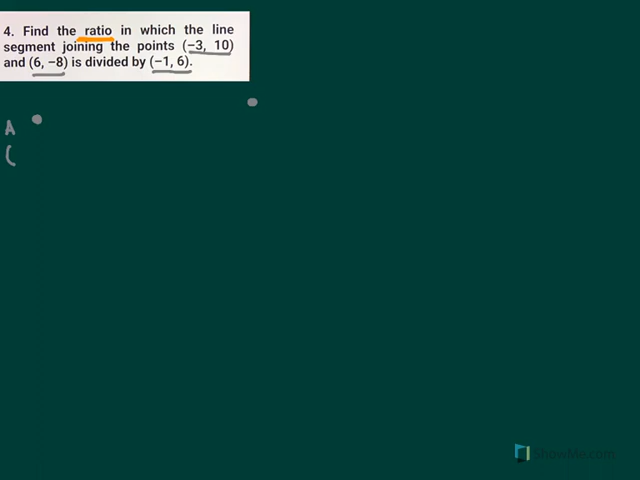 4. Find the ratio in which the line
segment joining the points (−3, 10)
and (6, −8) is divided by (−1, 6).
A
(
ShowMe.com